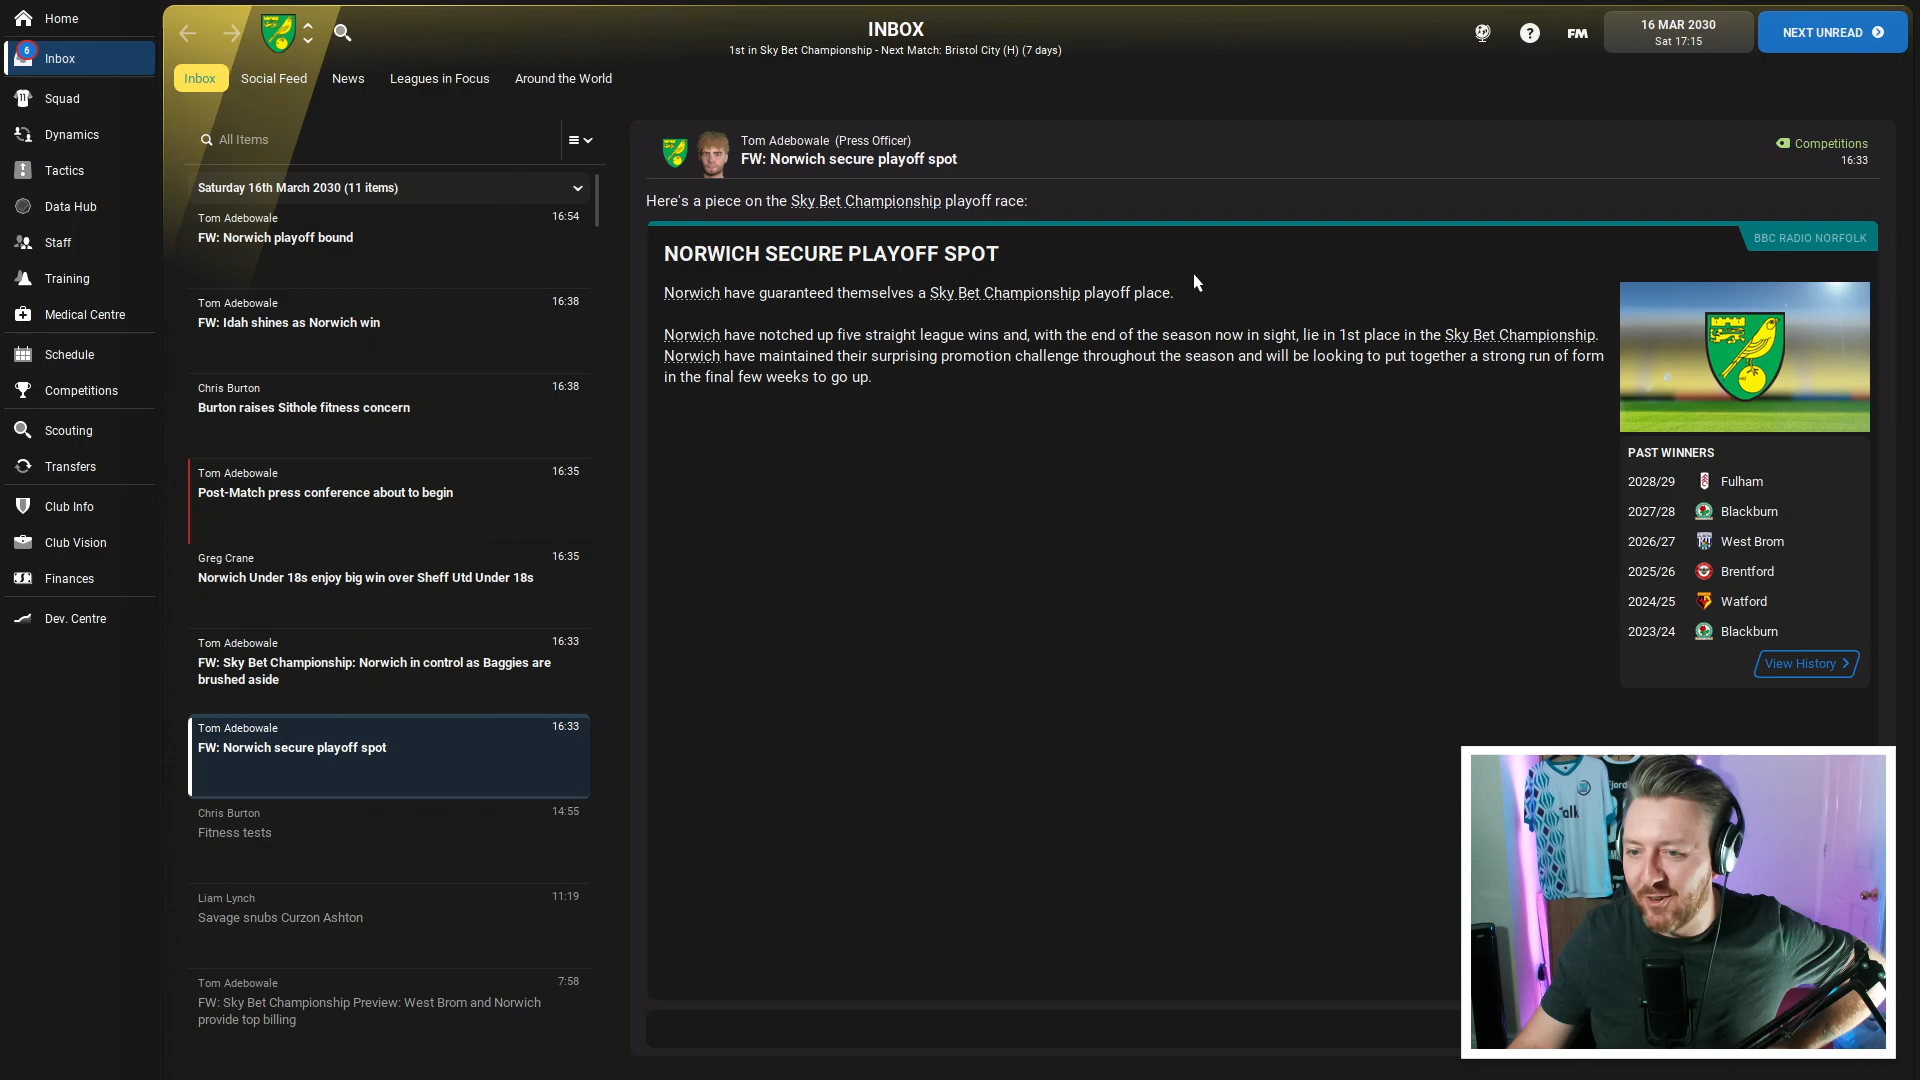 Home
6
Inbox
Squad
Dynamics
Tactics
Data Hub
Staff
Training
Medical Centre
Schedule
Competitions
Scouting
Transfers
Club Info
Club Vision
Finances
Dev. Centre
INBOX
1st in Sky Bet Championship - Next Match: Bristol City (H) (7 days)
?
FM
16 MAR 2030
Sat 17:15
NEXT UNREAD
Inbox
Social Feed
News
Leagues in Focus
Around the World
All Items
Saturday 16th March 2030 (11 items)
Tom Adebowale 16:54
FW: Norwich playoff bound
Tom Adebowale 16:38
FW: Idah shines as Norwich win
Chris Burton 16:38
Burton raises Sithole fitness concern
Tom Adebowale 16:35
Post-Match press conference about to begin
Greg Crane 16:35
Norwich Under 18s enjoy big win over Sheff Utd Under 18s
Tom Adebowale 16:33
FW: Sky Bet Championship: Norwich in control as Baggies are
brushed aside
Tom Adebowale 16:33
FW: Norwich secure playoff spot
Chris Burton 14:55
Fitness tests
Liam Lynch 11:19
Savage snubs Curzon Ashton
Tom Adebowale 7:58
FW: Sky Bet Championship Preview: West Brom and Norwich
provide top billing
Tom Adebowale (Press Officer)
FW: Norwich secure playoff spot
Competitions
16:33
Here's a piece on the Sky Bet Championship playoff race:
BBC RADIO NORFOLK
NORWICH SECURE PLAYOFF SPOT
Norwich have guaranteed themselves a Sky Bet Championship playoff place.
Norwich have notched up five straight league wins and, with the end of the season now in sight, lie in 1st place in the Sky Bet Championship.
Norwich have maintained their surprising promotion challenge throughout the season and will be looking to put together a strong run of form
in the final few weeks to go up.
PAST WINNERS
2028/29 Fulham
2027/28 Blackburn
2026/27 West Brom
2025/26 Brentford
2024/25 Watford
2023/24 Blackburn
View History